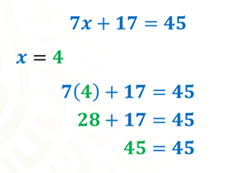 7x + 17 = 45
x = 4
7(4) + 17 = 45
28 + 17 = 45
45 = 45